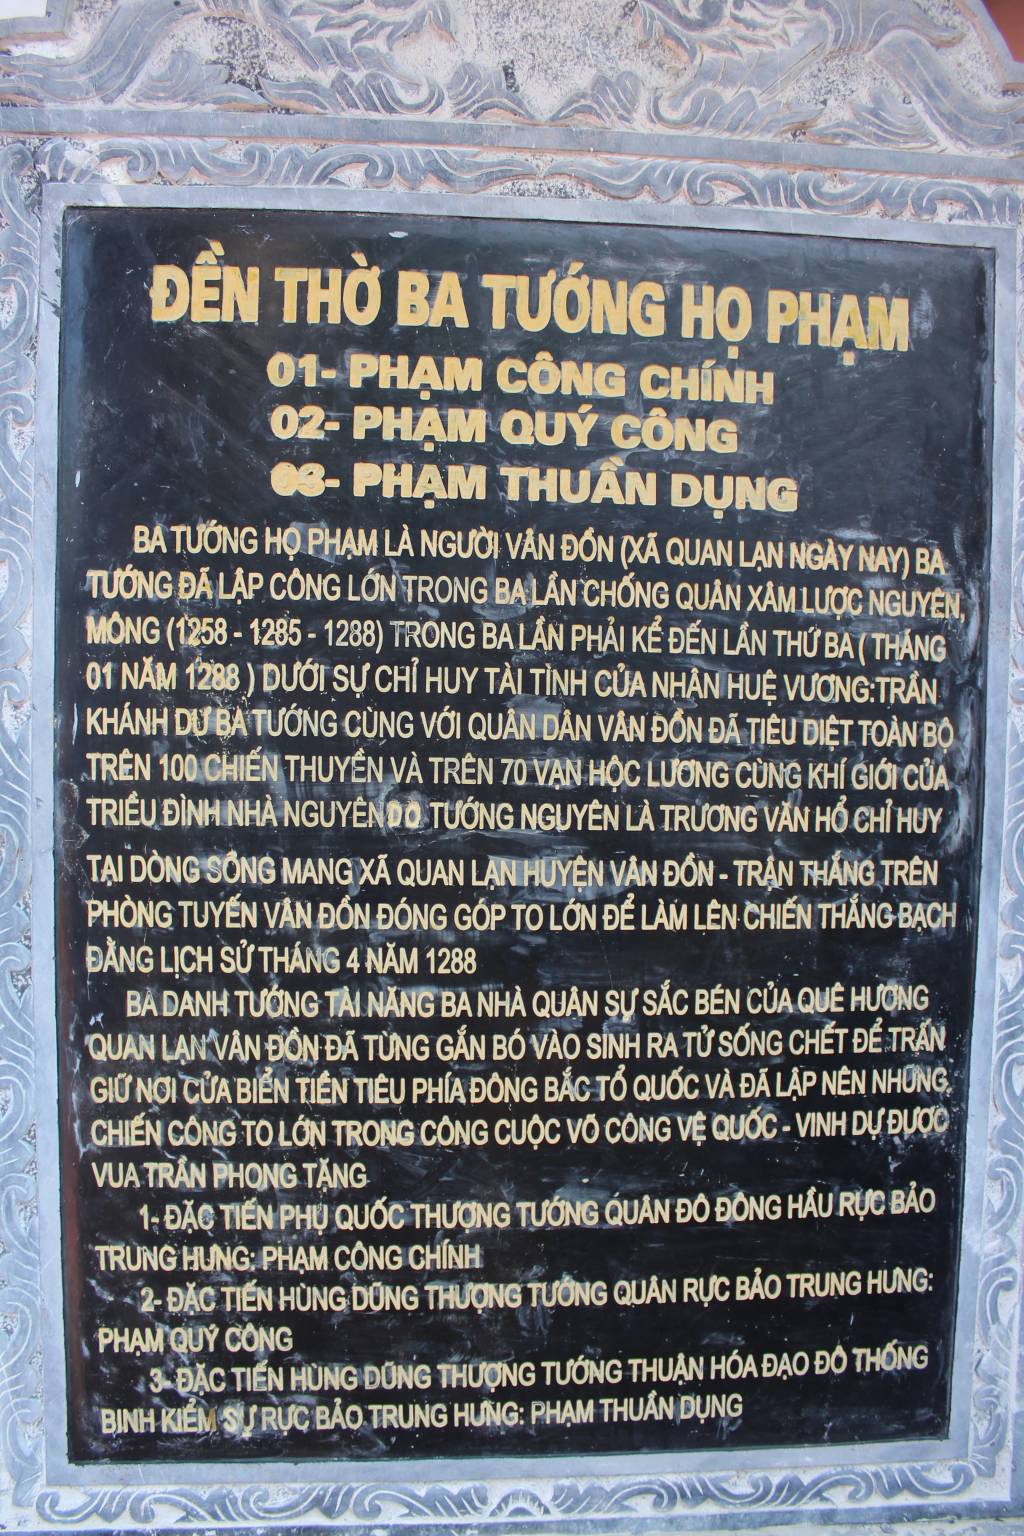 ĐỀN THỜ BA TƯỚNG HỌ PHẠM
01- PHẠM CÔNG CHÍNH
02- PHẠM QUÝ CÔNG
03- PHẠM THUẦN DỤNG
BA TƯỚNG HỌ PHẠM LÀ NGƯỜI VÂN ĐỒN (XÃ QUAN LẠN NGÀY NAY) BA
TƯỚNG ĐÃ LẬP CÔNG LỚN TRONG BA LẦN CHỐNG QUÂN XÂM LƯỢC NGUYÊN,
MÔNG (1258 - 1285 - 1288) TRONG BA LẦN PHẢI KỂ ĐẾN LẦN THỨ BA ( THÁNG
01 NĂM 1288 ) DƯỚI SỰ CHỈ HUY TÀI TÌNH CỦA NHÂN HUỆ VƯƠNG:TRẦN
KHÁNH DƯ BA TƯỚNG CÙNG VỚI QUÂN DÂN VÂN ĐỒN ĐÃ TIÊU DIỆT TOÀN BỘ
TRÊN 100 CHIẾN THUYỀN VÀ TRÊN 70 VẠN HỘC LƯƠNG CÙNG KHÍ GIỚI CỦA
TRIỀU ĐÌNH NHÀ NGUYÊN DO TƯỚNG NGUYÊN LÀ TRƯƠNG VĂN HỔ CHỈ HUY
TẠI DÒNG SÔNG MANG XÃ QUAN LẠN HUYỆN VÂN ĐỒN - TRẬN THẮNG TRÊN
PHÒNG TUYẾN VÂN ĐỒN ĐÓNG GÓP TO LỚN ĐỂ LÀM LÊN CHIẾN THẮNG BẠCH
ĐẰNG LỊCH SỬ THÁNG 4 NĂM 1288
BA DANH TƯỚNG TÀI NĂNG BA NHÀ QUÂN SỰ SẮC BÉN CỦA QUÊ HƯƠNG
QUAN LẠN VÂN ĐỒN ĐÃ TỪNG GẮN BÓ VÀO SINH RA TỬ SỐNG CHẾT ĐỂ TRẤN
GIỮ NƠI CỬA BIỂN TIỀN TIÊU PHÍA ĐÔNG BẮC TỔ QUỐC VÀ ĐÃ LẬP NÊN NHỮNG
CHIẾN CÔNG TO LỚN TRONG CÔNG CUỘC VÕ CÔNG VỆ QUỐC - VINH DỰ ĐƯỢC
VUA TRẦN PHONG TẶNG
1- ĐẶC TIẾN PHỤ QUỐC THƯỢNG TƯỚNG QUÂN ĐÔ ĐÔNG HẦU RỰC BẢO
TRUNG HƯNG: PHẠM CÔNG CHÍNH
2- ĐẶC TIẾN HÙNG DŨNG THƯỢNG TƯỚNG QUÂN RỰC BẢO TRUNG HƯNG:
PHẠM QUÝ CÔNG
3- ĐẶC TIẾN HÙNG DŨNG THƯỢNG TƯỚNG THUẬN HÓA ĐẠO ĐÔ THỐNG
BINH KIỂM SỰ RỰC BẢO TRUNG HƯNG: PHẠM THUẦN DỤNG